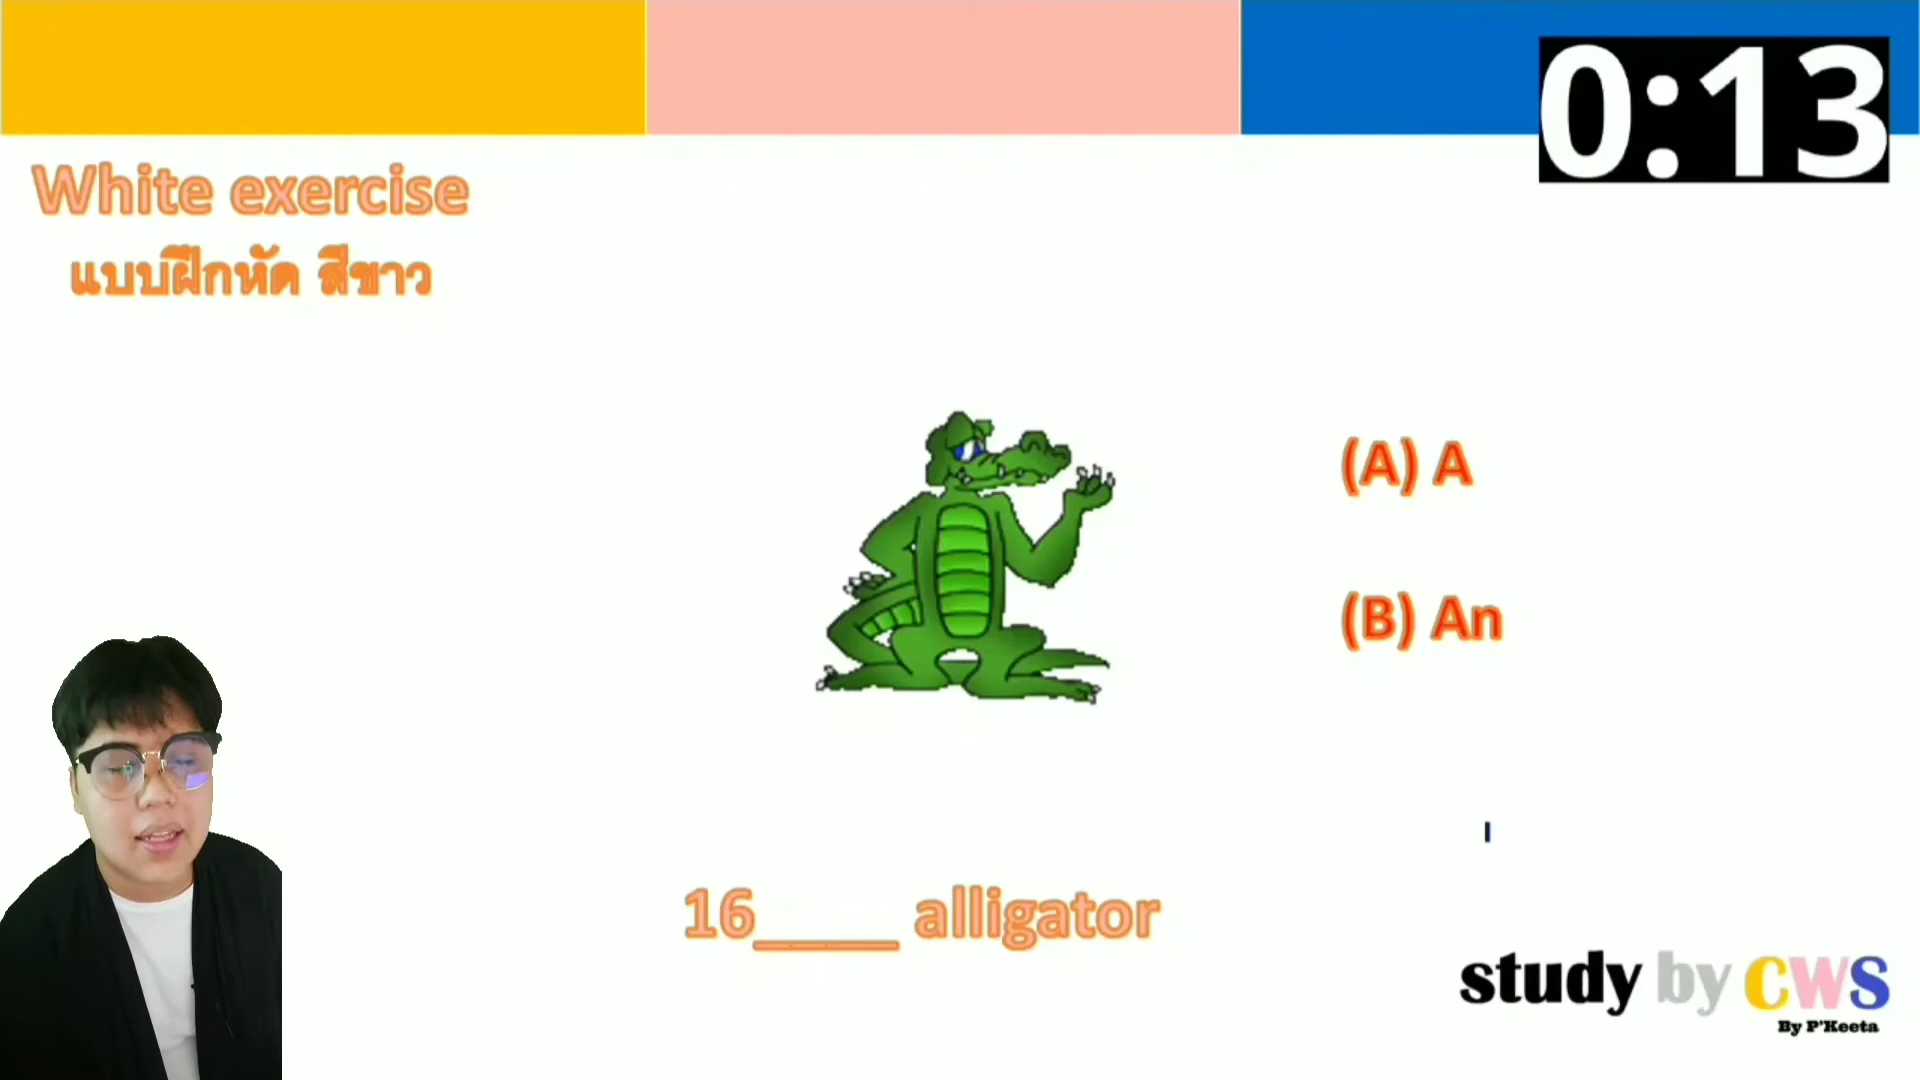 0:13
White exercise
แบบฝึกหัด สีขาว
(A) A
(B) An
16____ alligator
study by CWS
By P'Keeta